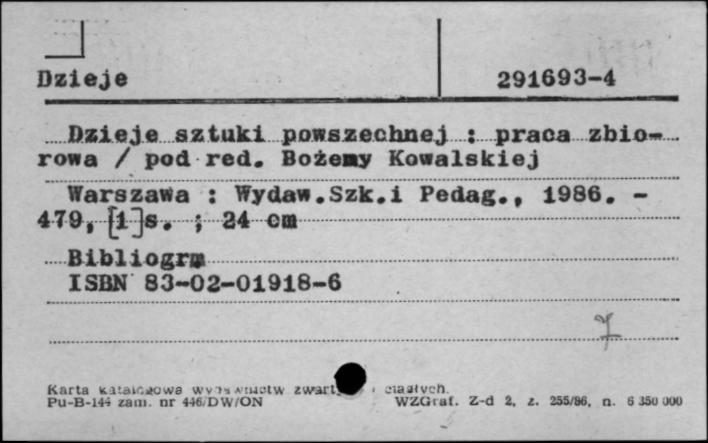 Dzieje 291693-4
Dzieje sztuki powszechnej : praca zbio-
rowa / pod red. Bożeny Kowalskiej
Warszawa : Wydaw.Szk.i Pedag., 1986. -
479, [1]s. ; 24 cm
Bibliogr.
ISBN 83-02-01918-6
Karta katalogowa wydawnictw zwart i ciągłych.
Pu-B-144 zam. nr 446/DW/ON WZGraf. Z-d 2, z. 255/86, n. 6 350 000